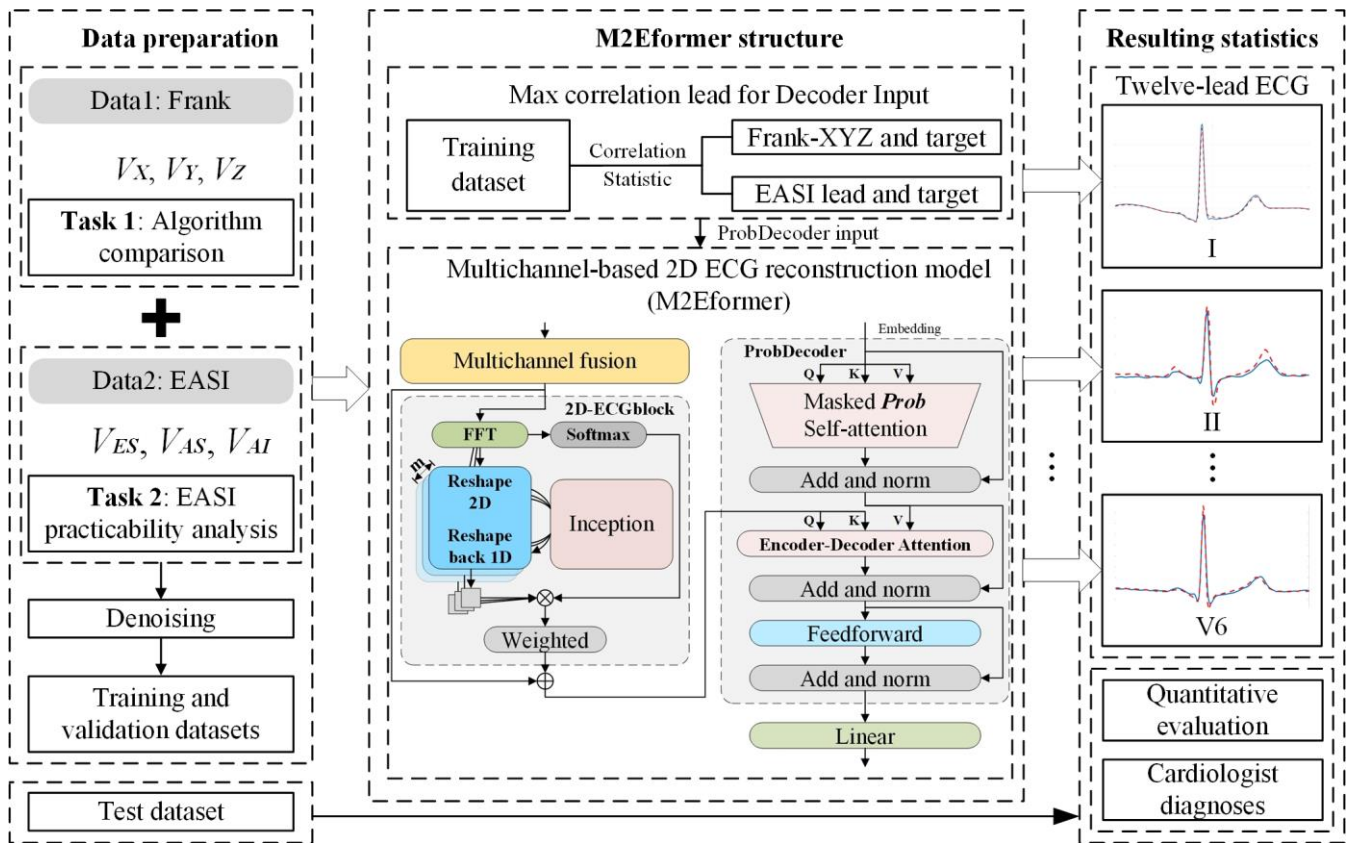 Data preparation
Data1: Frank
VX, VY, VZ
Task 1: Algorithm
comparison
Data2: EASI
VES, VAS, VAI
Task 2: EASI
practicability analysis
Denoising
Training and
validation datasets
Test dataset
M2Eformer structure
Max correlation lead for Decoder Input
Training
dataset
Correlation
Statistic
Frank-XYZ and target
EASI lead and target
ProbDecoder input
Multichannel-based 2D ECG reconstruction model
(M2Eformer)
Multichannel fusion
2D-ECGblock
FFT
Softmax
m
Reshape
2D
Reshape
back 1D
Inception
Weighted
Embedding
ProbDecoder
Q K V
Masked Prob
Self-attention
Add and norm
Q K V
Encoder-Decoder Attention
Add and norm
Feedforward
Add and norm
Linear
Resulting statistics
Twelve-lead ECG
I
II
V6
Quantitative
evaluation
Cardiologist
diagnoses